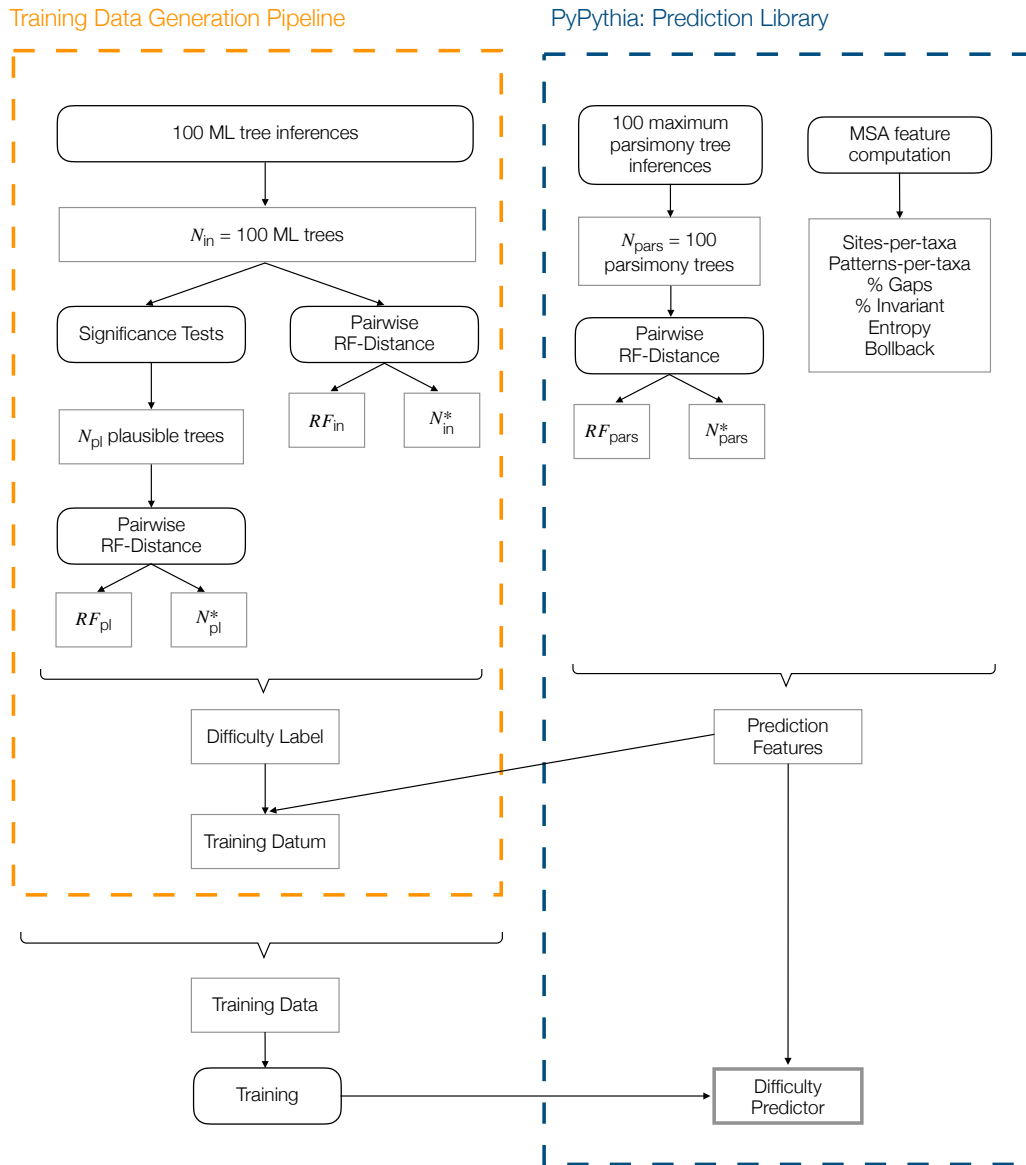 Training Data Generation Pipeline
100 ML tree inferences
N_in = 100 ML trees
Significance Tests
Pairwise
RF-Distance
RF_in
N*_in
N_pl plausible trees
Pairwise
RF-Distance
RF_pl
N*_pl
Difficulty Label
Training Datum
Training Data
Training
PyPythia: Prediction Library
100 maximum
parsimony tree
inferences
N_pars = 100
parsimony trees
Pairwise
RF-Distance
RF_pars
N*_pars
MSA feature
computation
Sites-per-taxa
Patterns-per-taxa
% Gaps
% Invariant
Entropy
Bollback
Prediction
Features
Difficulty
Predictor